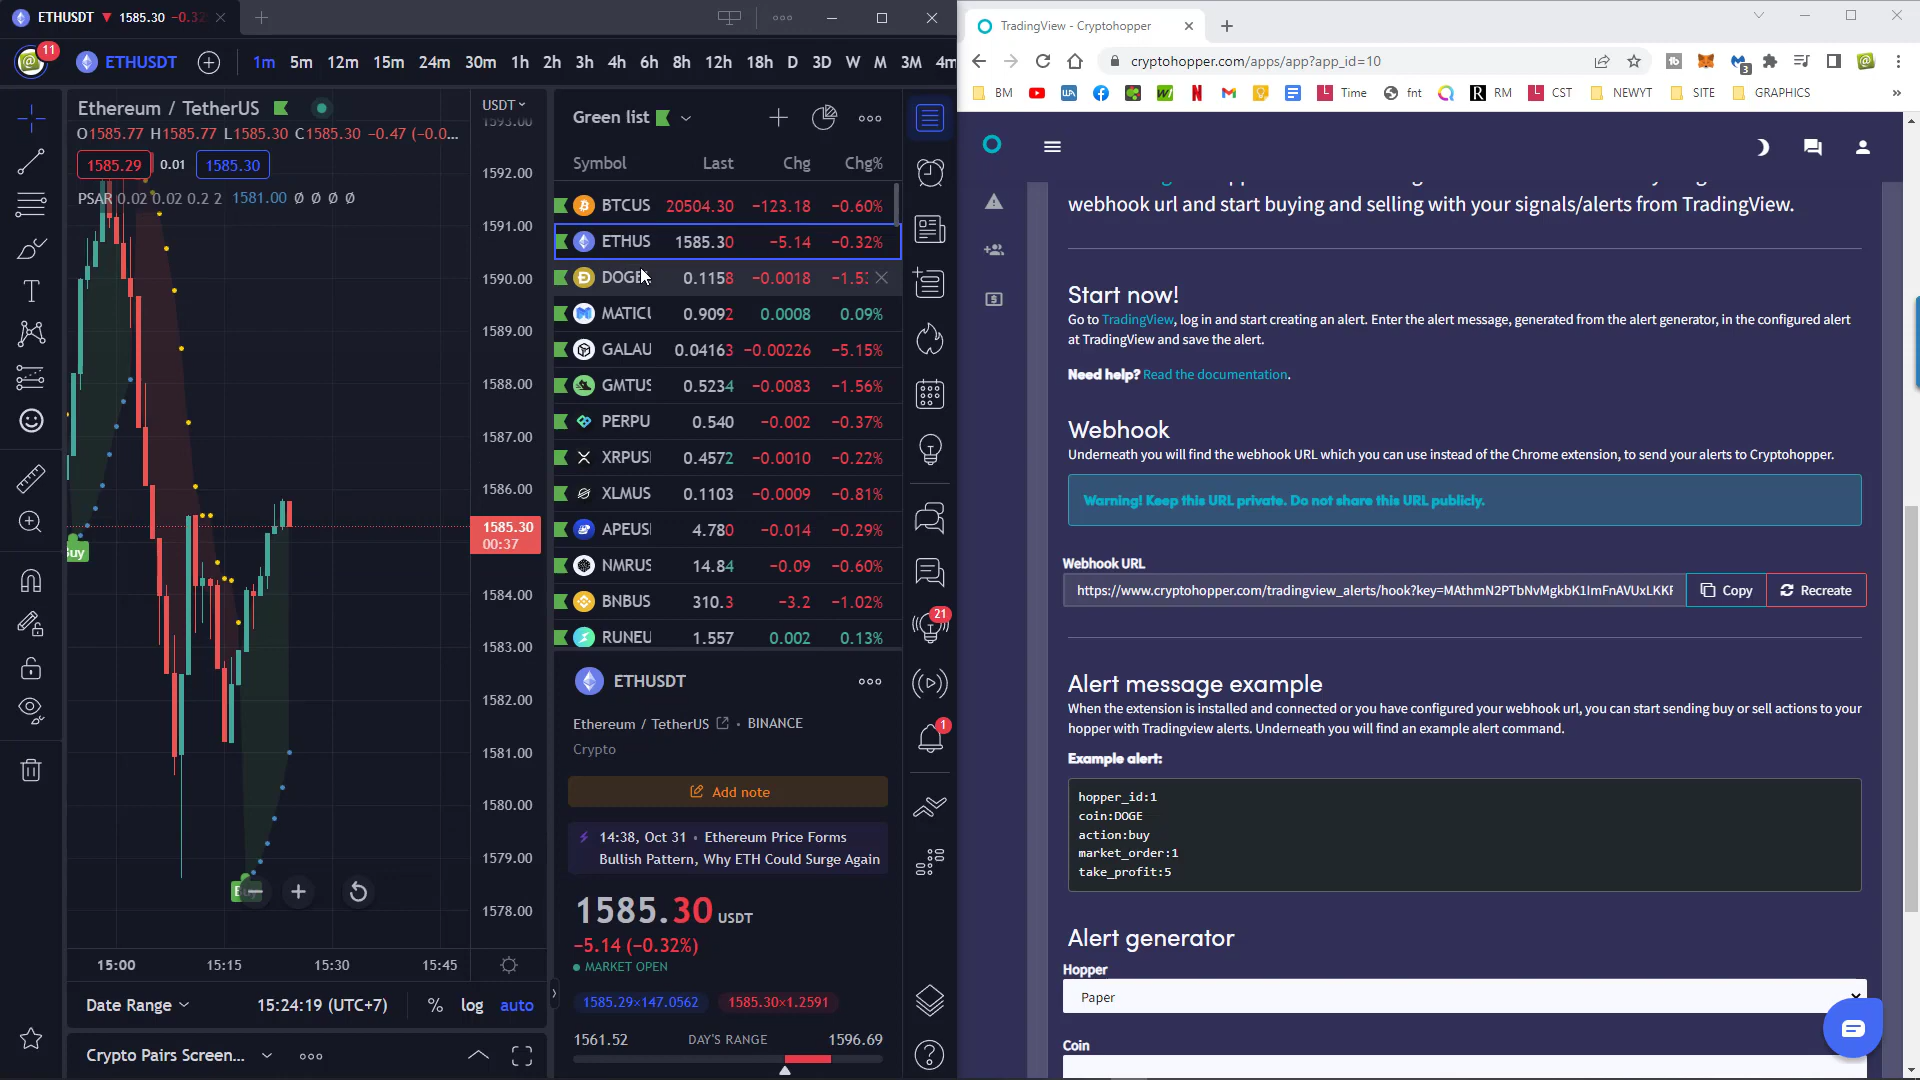 ETHUSDT ▼ 1585.30 −0.32
11
ETHUSDT
1m 5m 12m 15m 24m 30m 1h 2h 3h 4h 6h 8h 12h 18h D 3D W M 3M 4m
Ethereum / TetherUS
O1585.77 H1585.77 L1585.30 C1585.30 −0.47 (−0.0...
1585.29 0.01 1585.30
PSAR 0.02 0.02 0.2 2 1581.00 Ø Ø Ø Ø
USDT
1593.00
1592.00
1591.00
1590.00
1589.00
1588.00
1587.00
1586.00
1585.30
00:37
1584.00
1583.00
1582.00
1581.00
1580.00
1579.00
1578.00
15:00 15:15 15:30 15:45
Date Range 15:24:19 (UTC+7) % log auto
Crypto Pairs Screen...
Green list
Symbol Last Chg Chg%
BTCUS 20504.30 −123.18 −0.60%
ETHUS 1585.30 −5.14 −0.32%
DOGE 0.1158 −0.0018 −1.5
MATICU 0.9092 0.0008 0.09%
GALAU 0.04163 −0.00226 −5.15%
GMTUS 0.5234 −0.0083 −1.56%
PERPU 0.540 −0.002 −0.37%
XRPUS 0.4572 −0.0010 −0.22%
XLMUS 0.1103 −0.0009 −0.81%
APEUS 4.780 −0.014 −0.29%
NMRUS 14.84 −0.09 −0.60%
BNBUS 310.3 −3.2 −1.02%
RUNEU 1.557 0.002 0.13%
ETHUSDT
Ethereum / TetherUS • BINANCE
Crypto
Add note
14:38, Oct 31 • Ethereum Price Forms
Bullish Pattern, Why ETH Could Surge Again
1585.30 USDT
−5.14 (−0.32%)
MARKET OPEN
1585.29×147.0562 1585.30×1.2591
1561.52 DAY'S RANGE 1596.69
21
1
TradingView - Cryptohopper
cryptohopper.com/apps/app?app_id=10
3
BM Time fnt RM CST NEWYT SITE GRAPHICS »
webhook url and start buying and selling with your signals/alerts from TradingView.
Start now!
Go to TradingView, log in and start creating an alert. Enter the alert message, generated from the alert generator, in the configured alert
at TradingView and save the alert.
Need help? Read the documentation.
Webhook
Underneath you will find the webhook URL which you can use instead of the Chrome extension, to send your alerts to Cryptohopper.
Warning! Keep this URL private. Do not share this URL publicly.
Webhook URL
https://www.cryptohopper.com/tradingview_alerts/hook?key=MAthmN2PTbNvMgkbK1ImFnAVUxLKKF Copy Recreate
Alert message example
When the extension is installed and connected or you have configured your webhook url, you can start sending buy or sell actions to your
hopper with Tradingview alerts. Underneath you will find an example alert command.
Example alert:
hopper_id:1
coin:DOGE
action:buy
market_order:1
take_profit:5
Alert generator
Hopper
Paper
Coin